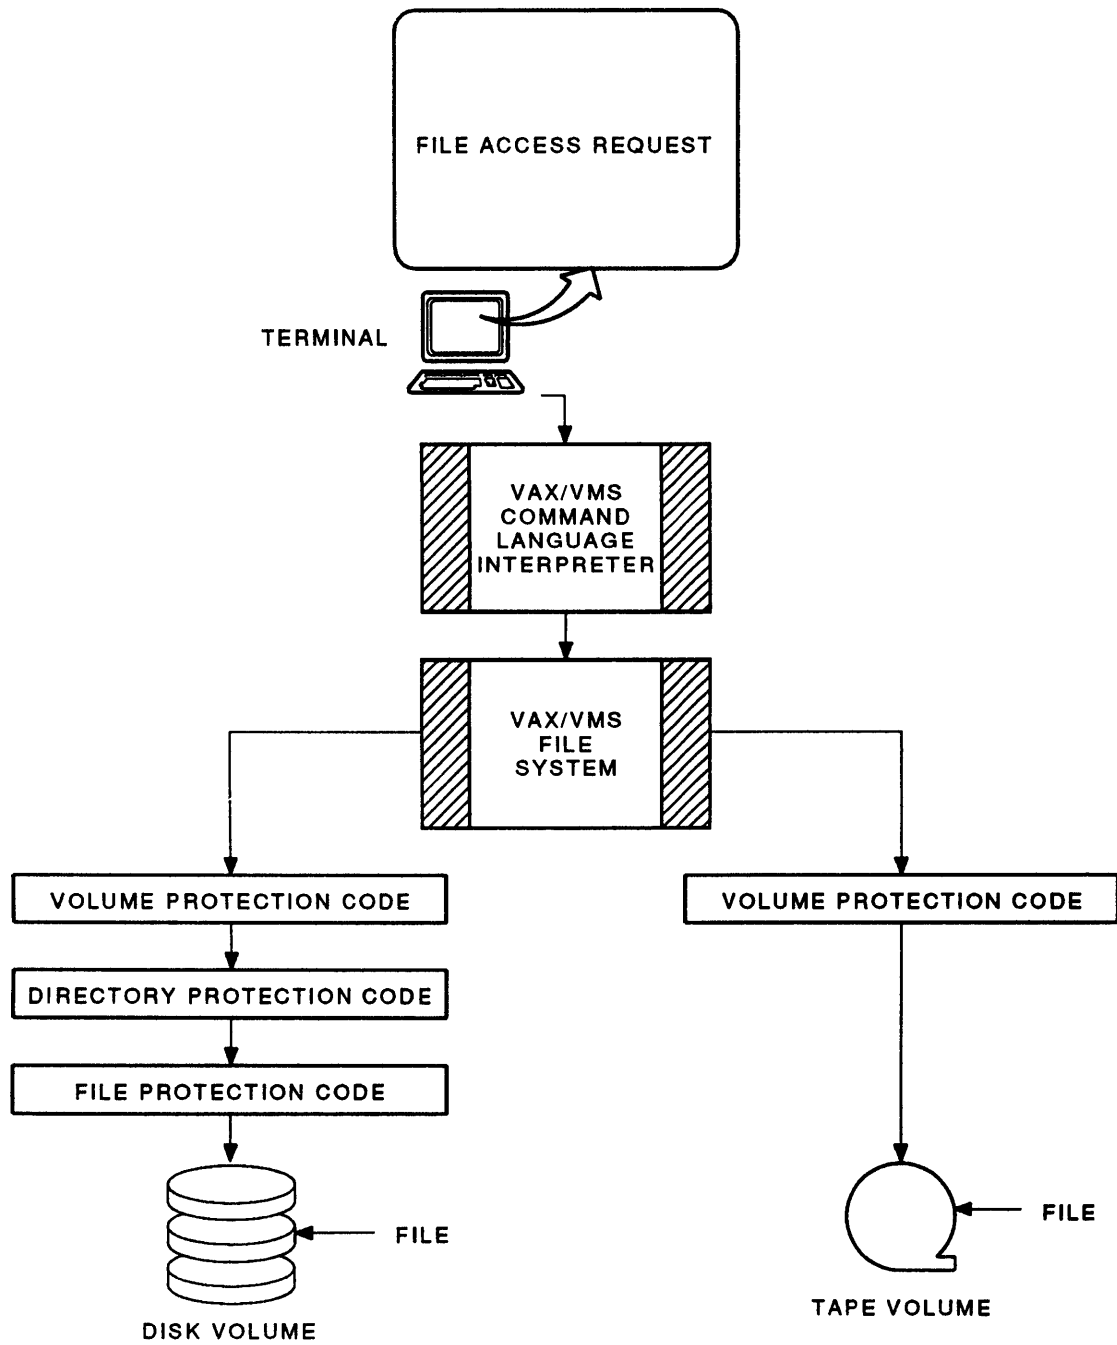 FILE ACCESS REQUEST
TERMINAL
VAX/VMS
COMMAND
LANGUAGE
INTERPRETER
VAX/VMS
FILE
SYSTEM
VOLUME PROTECTION CODE
VOLUME PROTECTION CODE
DIRECTORY PROTECTION CODE
FILE PROTECTION CODE
FILE
FILE
DISK VOLUME
TAPE VOLUME